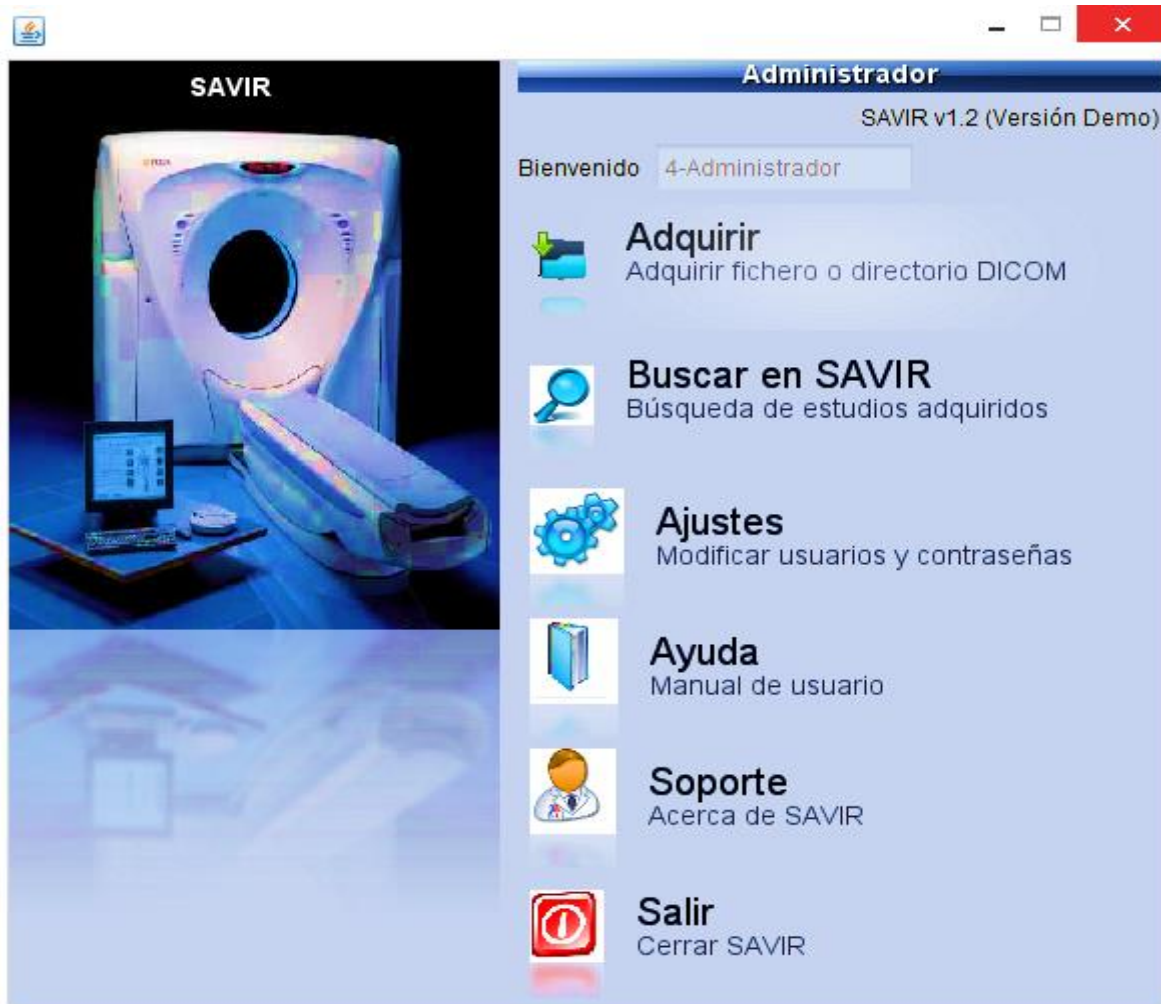 SAVIR
Administrador
SAVIR v1.2 (Versión Demo)
Bienvenido 4-Administrador
Adquirir
Adquirir fichero o directorio DICOM
Buscar en SAVIR
Búsqueda de estudios adquiridos
Ajustes
Modificar usuarios y contraseñas
Ayuda
Manual de usuario
Soporte
Acerca de SAVIR
Salir
Cerrar SAVIR